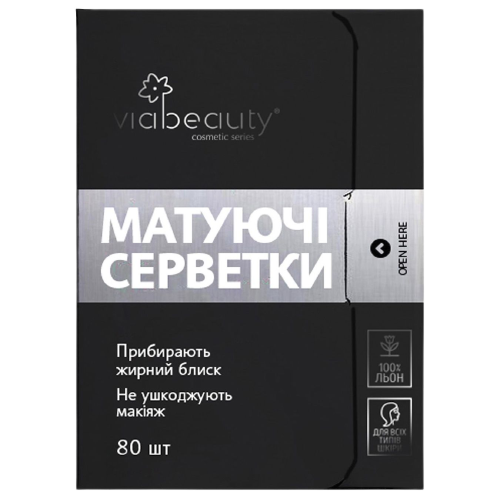 viabeauty®
cosmetic series
МАТУЮЧІ
СЕРВЕТКИ
OPEN HERE
Прибирають
жирний блиск
Не ушкоджують
макіяж
80 шт
100%
ЛЬОН
ДЛЯ ВСІХ
ТИПІВ
ШКІРИ